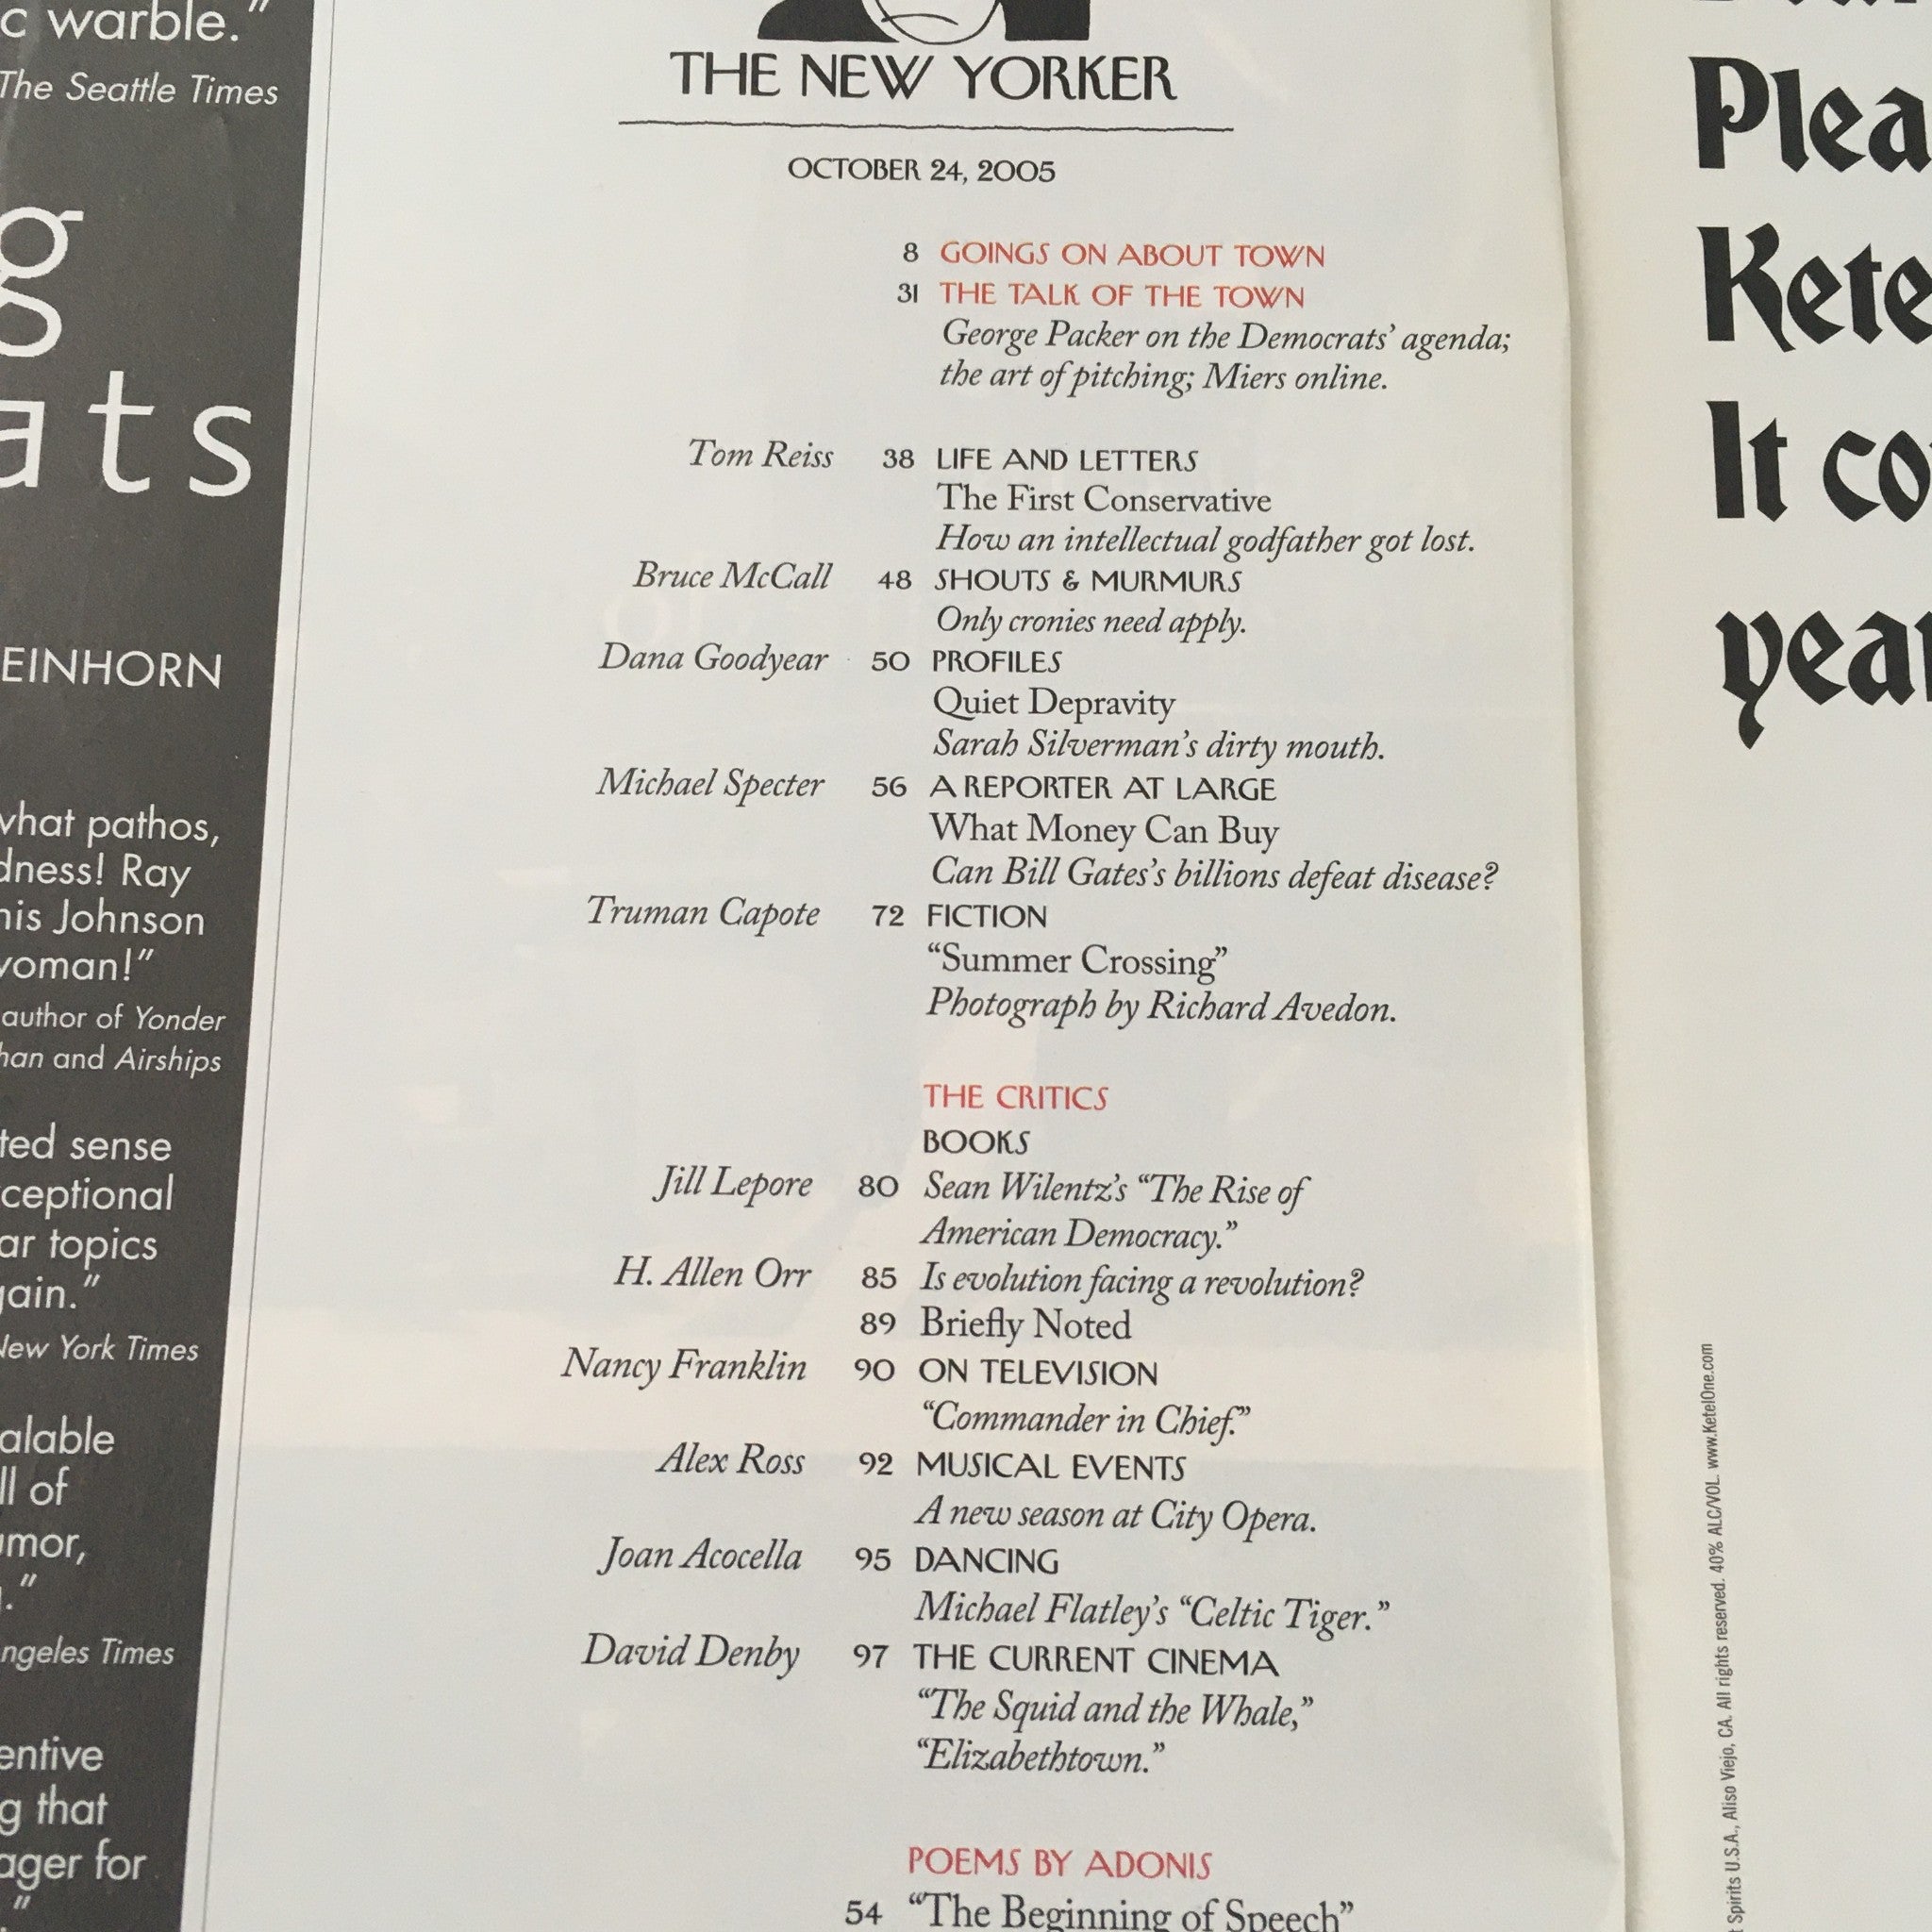 c warble."
The Seattle Times
g
ats
EINHORN
what pathos,
dness! Ray
nis Johnson
woman!"
author of Yonder
han and Airships
ted sense
ceptional
ar topics
gain."
New York Times
alable
ll of
umor,
."
ngeles Times
entive
g that
ager for
"
THE NEW YORKER
OCTOBER 24, 2005
8 GOINGS ON ABOUT TOWN
31 THE TALK OF THE TOWN
George Packer on the Democrats' agenda;
the art of pitching; Miers online.
Tom Reiss 38 LIFE AND LETTERS
The First Conservative
How an intellectual godfather got lost.
Bruce McCall 48 SHOUTS & MURMURS
Only cronies need apply.
Dana Goodyear 50 PROFILES
Quiet Depravity
Sarah Silverman's dirty mouth.
Michael Specter 56 A REPORTER AT LARGE
What Money Can Buy
Can Bill Gates's billions defeat disease?
Truman Capote 72 FICTION
"Summer Crossing"
Photograph by Richard Avedon.
THE CRITICS
BOOKS
Jill Lepore 80 Sean Wilentz's "The Rise of
American Democracy."
H. Allen Orr 85 Is evolution facing a revolution?
89 Briefly Noted
Nancy Franklin 90 ON TELEVISION
"Commander in Chief."
Alex Ross 92 MUSICAL EVENTS
A new season at City Opera.
Joan Acocella 95 DANCING
Michael Flatley's "Celtic Tiger."
David Denby 97 THE CURRENT CINEMA
"The Squid and the Whale,"
"Elizabethtown."
POEMS BY ADONIS
54 "The Beginning of Speech"
Plea
Kete
It co
year
t Spirits U.S.A., Aliso Viejo, CA. All rights reserved. 40% ALC/VOL. www.KetelOne.com